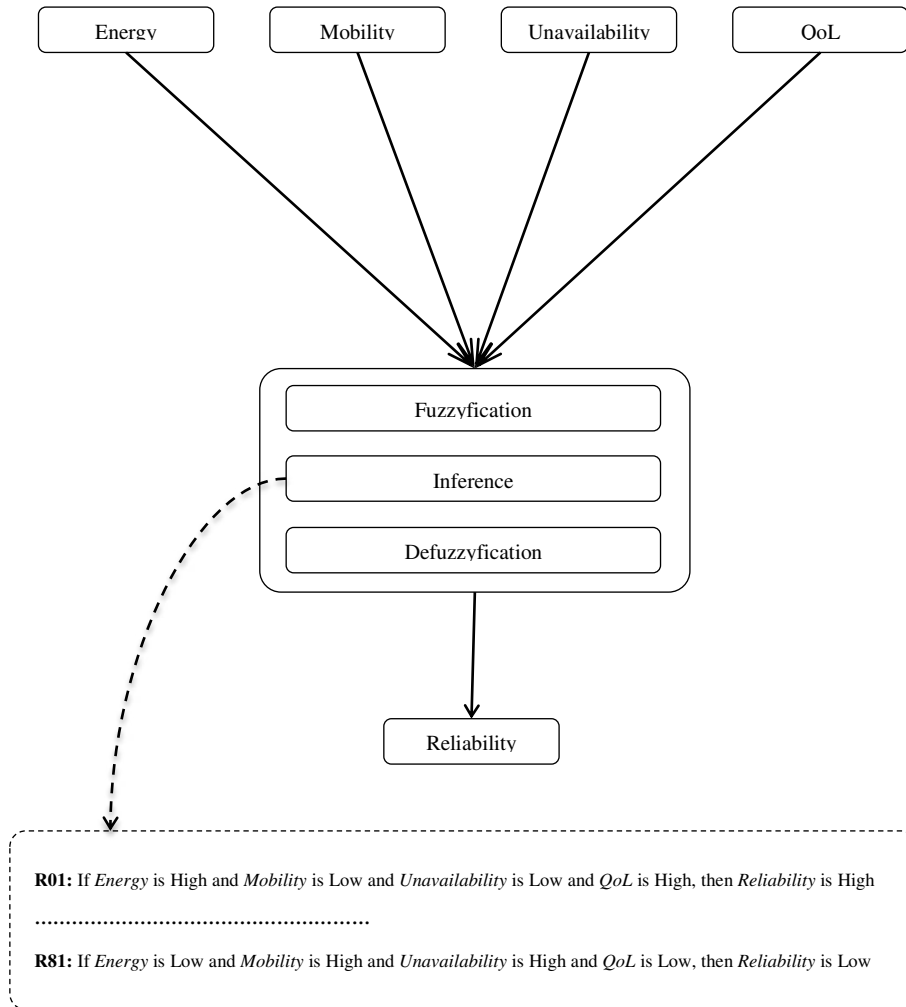 Energy
Mobility
Unavailability
QoL
Fuzzyfication
Inference
Defuzzyfication
Reliability
R01: If Energy is High and Mobility is Low and Unavailability is Low and QoL is High, then Reliability is High
.......................................................
R81: If Energy is Low and Mobility is High and Unavailability is High and QoL is Low, then Reliability is Low